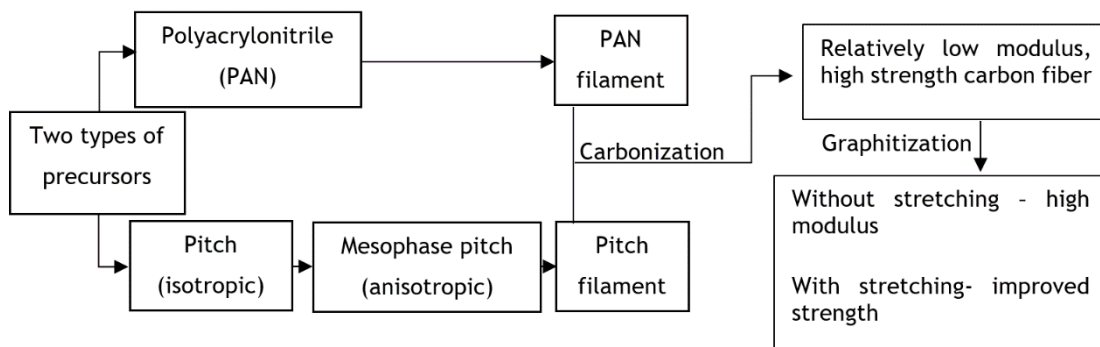 Polyacrylonitrile
(PAN)
PAN
filament
Relatively low modulus,
high strength carbon fiber
Two types of
precursors
Carbonization
Graphitization
Pitch
(isotropic)
Mesophase pitch
(anisotropic)
Pitch
filament
Without stretching – high
modulus
With stretching- improved
strength